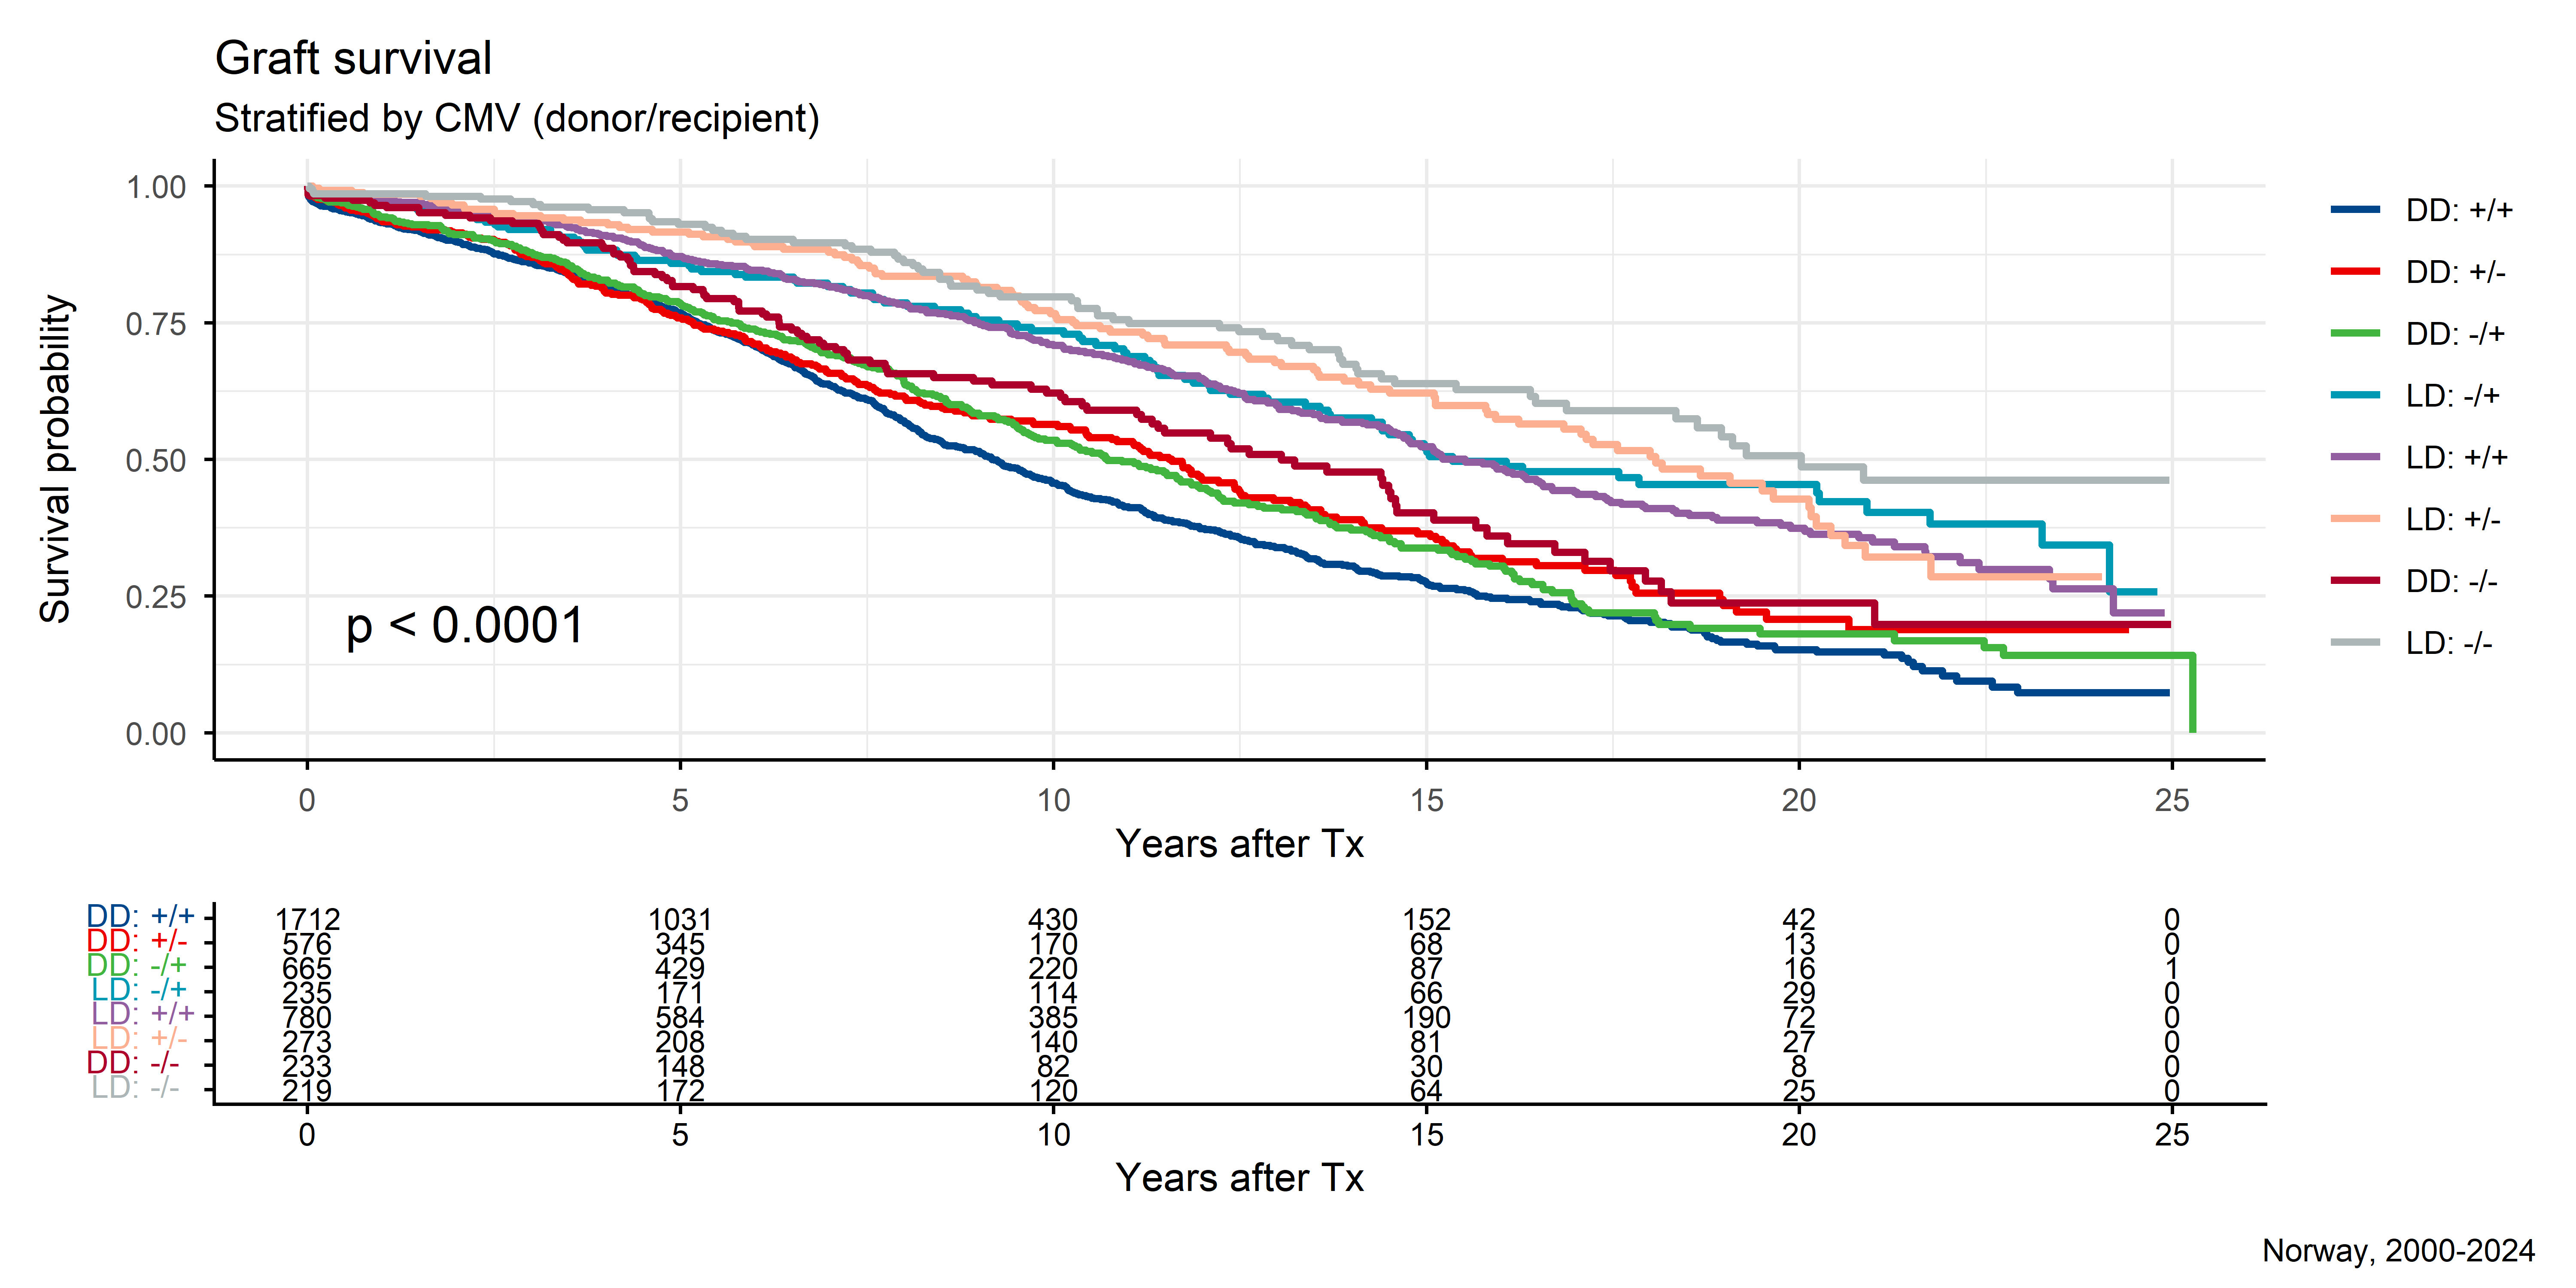 Graft survival
Stratified by CMV (donor/recipient)
Survival probability
1.00
0.75
0.50
0.25
0.00
p < 0.0001
0 5 10 15 20 25
Years after Tx
DD: +/+
DD: +/-
DD: -/+
LD: -/+
LD: +/+
LD: +/-
DD: -/-
LD: -/-
DD: +/+ 1712 1031 430 152 42 0
DD: +/- 576 345 170 68 13 0
DD: -/+ 665 429 220 87 16 1
LD: -/+ 235 171 114 66 29 0
LD: +/+ 780 584 385 190 72 0
LD: +/- 273 208 140 81 27 0
DD: -/- 233 148 82 30 8 0
LD: -/- 219 172 120 64 25 0
0 5 10 15 20 25
Years after Tx
Norway, 2000-2024